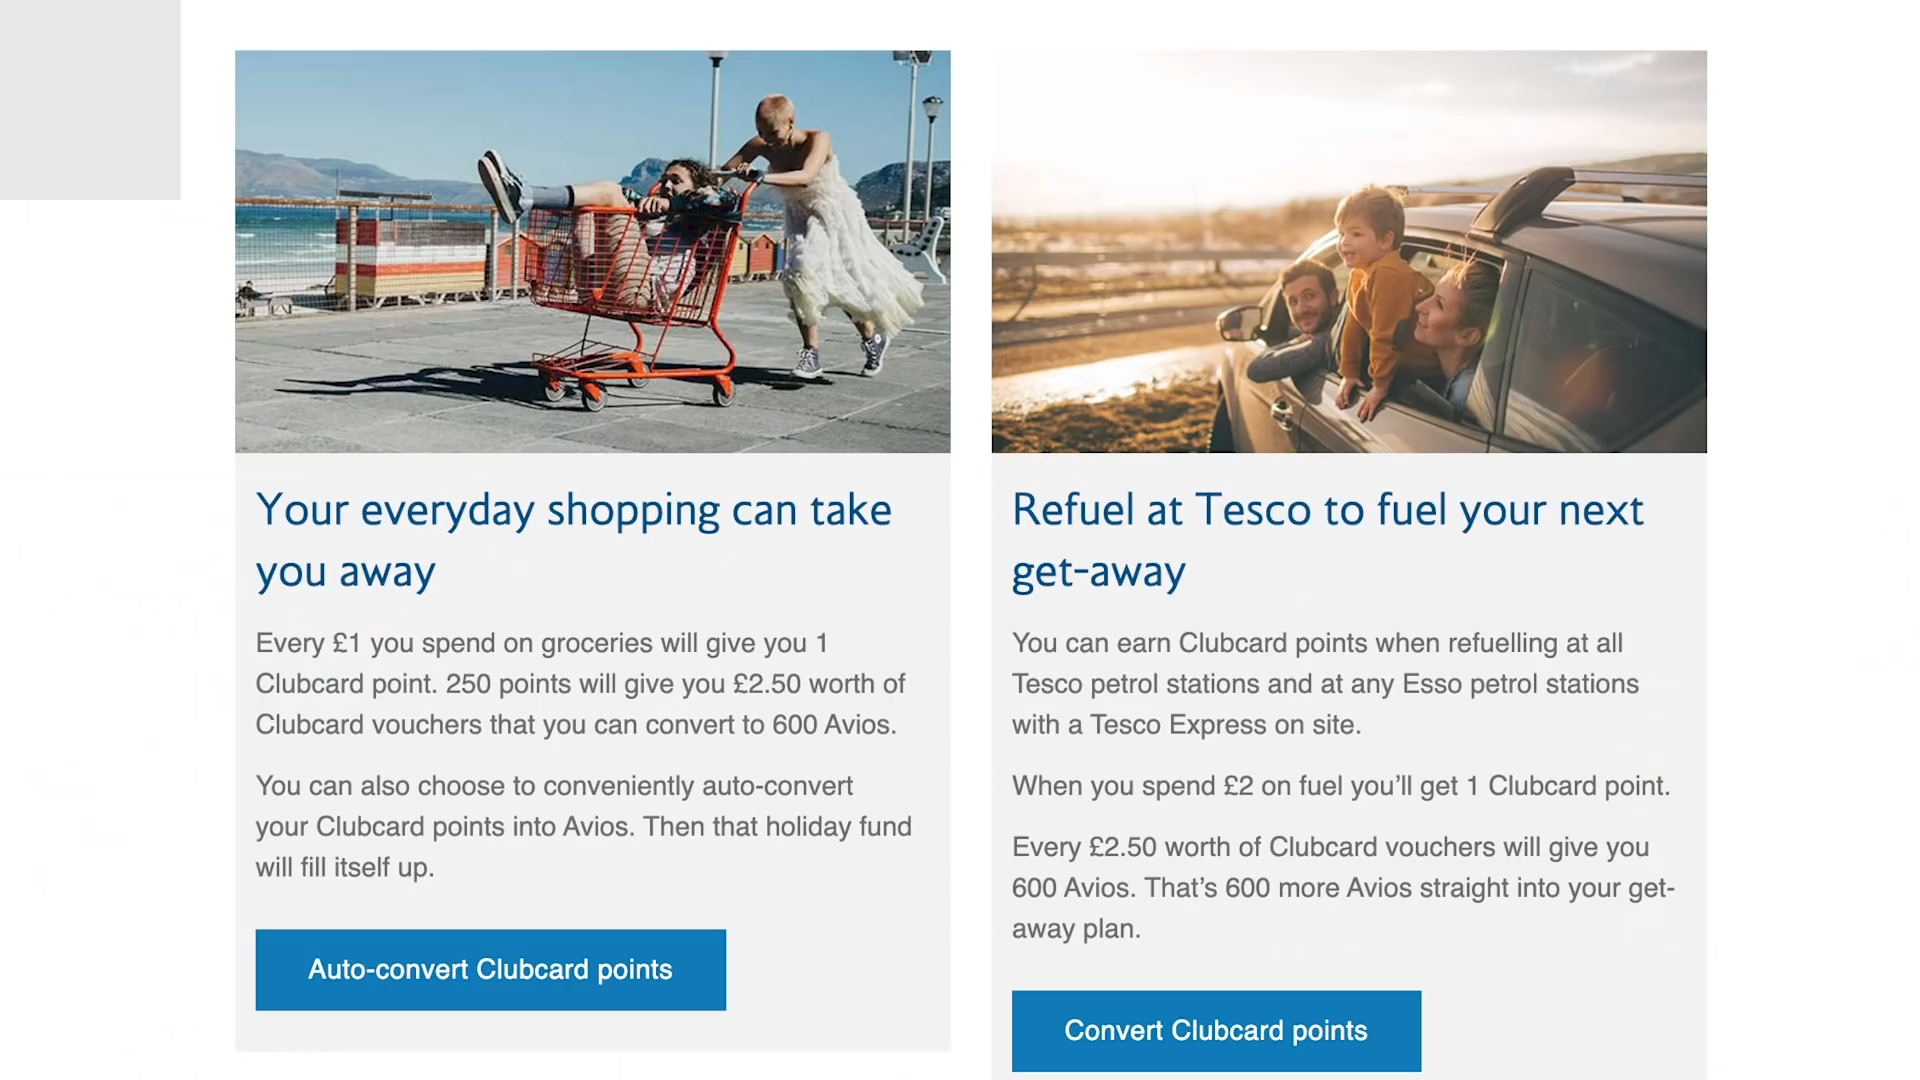 Your everyday shopping can take
you away
Every £1 you spend on groceries will give you 1
Clubcard point. 250 points will give you £2.50 worth of
Clubcard vouchers that you can convert to 600 Avios.
You can also choose to conveniently auto-convert
your Clubcard points into Avios. Then that holiday fund
will fill itself up.
Auto-convert Clubcard points
Refuel at Tesco to fuel your next
get-away
You can earn Clubcard points when refuelling at all
Tesco petrol stations and at any Esso petrol stations
with a Tesco Express on site.
When you spend £2 on fuel you’ll get 1 Clubcard point.
Every £2.50 worth of Clubcard vouchers will give you
600 Avios. That’s 600 more Avios straight into your get-
away plan.
Convert Clubcard points